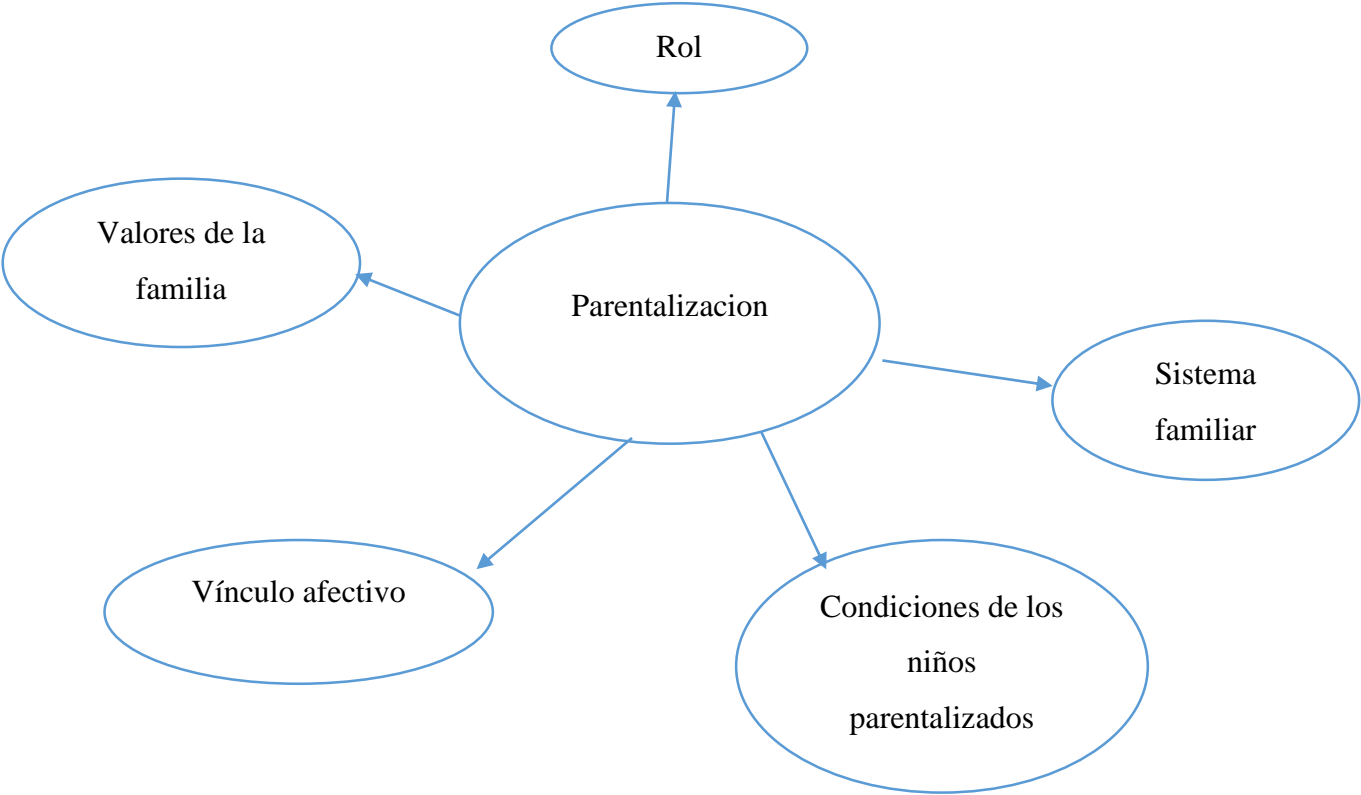 Rol
Valores de la
familia
Parentalizacion
Sistema
familiar
Vínculo afectivo
Condiciones de los
niños
parentalizados